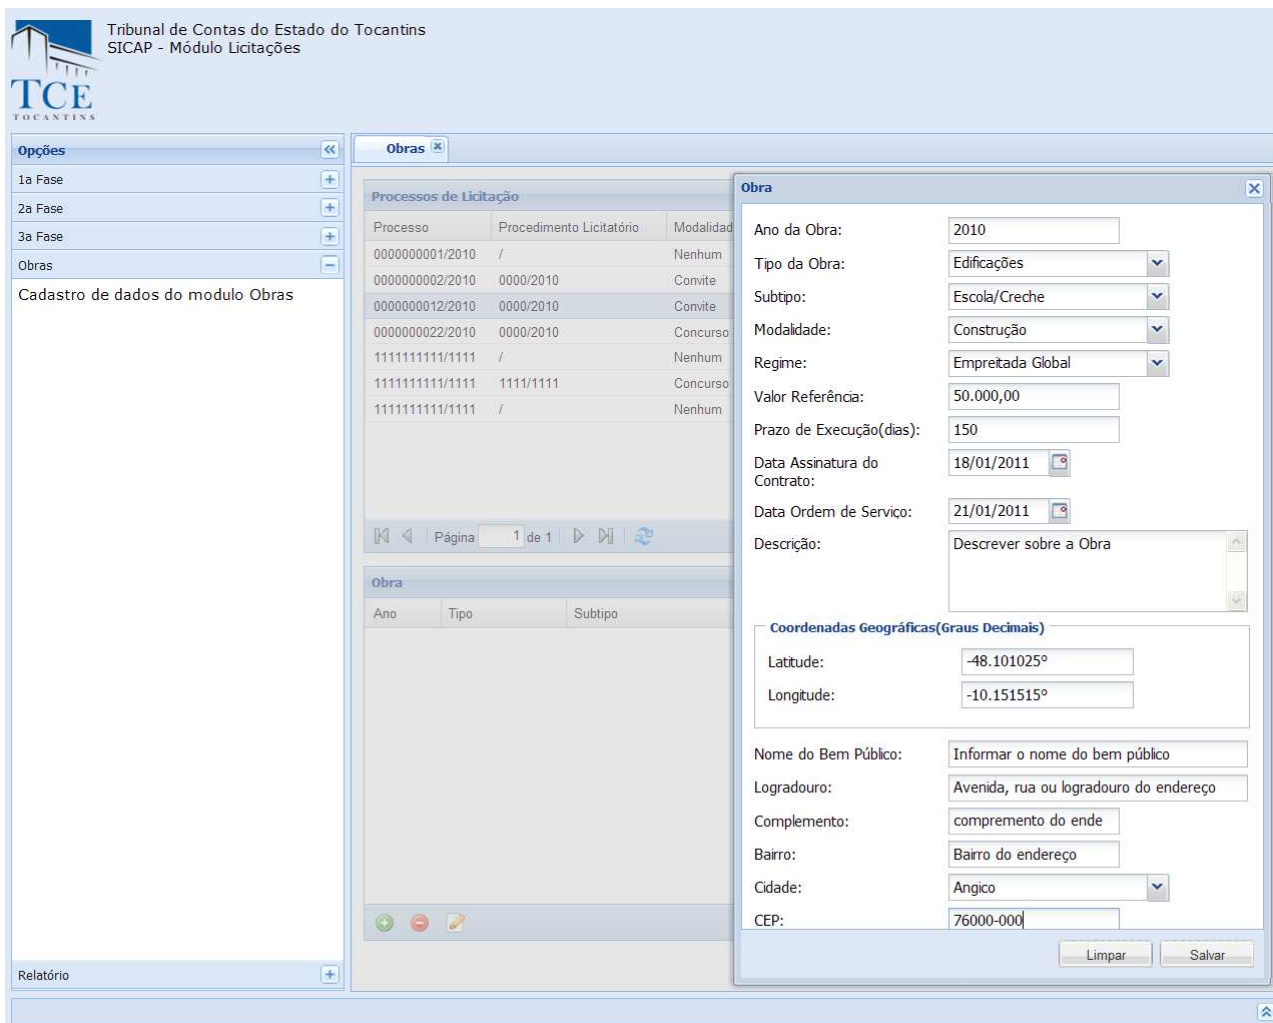 Tribunal de Contas do Estado do Tocantins
SICAP - Módulo Licitações
TCE
TOCANTINS
Opções
1a Fase
2a Fase
3a Fase
Obras
Cadastro de dados do modulo Obras
Relatório
Obras
Processos de Licitação
Processo Procedimento Licitatório Modalidad
0000000001/2010 / Nenhum
0000000002/2010 0000/2010 Convite
0000000012/2010 0000/2010 Convite
0000000022/2010 0000/2010 Concurso
1111111111/1111 / Nenhum
1111111111/1111 1111/1111 Concurso
1111111111/1111 / Nenhum
Página 1 de 1
Obra
Ano Tipo Subtipo
Obra
Ano da Obra: 2010
Tipo da Obra: Edificações
Subtipo: Escola/Creche
Modalidade: Construção
Regime: Empreitada Global
Valor Referência: 50.000,00
Prazo de Execução(dias): 150
Data Assinatura do
Contrato: 18/01/2011
Data Ordem de Serviço: 21/01/2011
Descrição: Descrever sobre a Obra
Coordenadas Geográficas(Graus Decimais)
Latitude: -48.101025º
Longitude: -10.151515º
Nome do Bem Público: Informar o nome do bem público
Logradouro: Avenida, rua ou logradouro do endereço
Complemento: compremento do ende
Bairro: Bairro do endereço
Cidade: Angico
CEP: 76000-000
Limpar Salvar